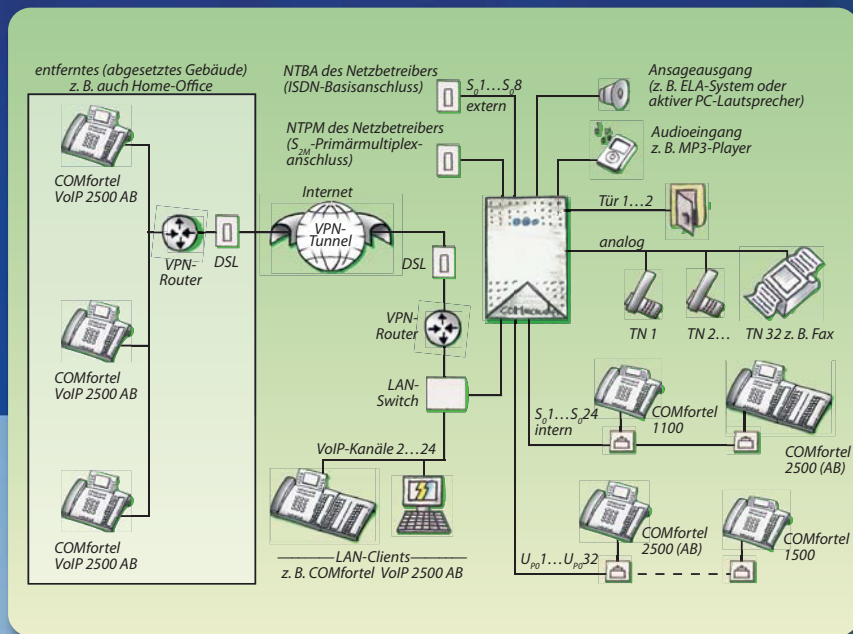 entferntes (abgesetztes Gebäude)
z. B. auch Home-Office
COMfortel
VoIP 2500 AB
COMfortel
VoIP 2500 AB
COMfortel
VoIP 2500 AB
VPN-
Router
DSL
Internet
VPN-
Tunnel
DSL
VPN-
Router
LAN-
Switch
VoIP-Kanäle 2…24
LAN-Clients
z. B. COMfortel VoIP 2500 AB
NTBA des Netzbetreibers
(ISDN-Basisanschluss)
S₀1…S₀8
extern
NTPM des Netzbetreibers
(S₂ₘ-Primärmultiplex-
anschluss)
Ansageausgang
(z. B. ELA-System oder
aktiver PC-Lautsprecher)
Audioeingang
z. B. MP3-Player
Tür 1…2
analog
TN 1
TN 2…
TN 32 z. B. Fax
S₀1…S₀24
intern
COMfortel
1100
COMfortel
2500 (AB)
U_P0 1…U_P0 32
COMfortel
2500 (AB)
COMfortel
1500